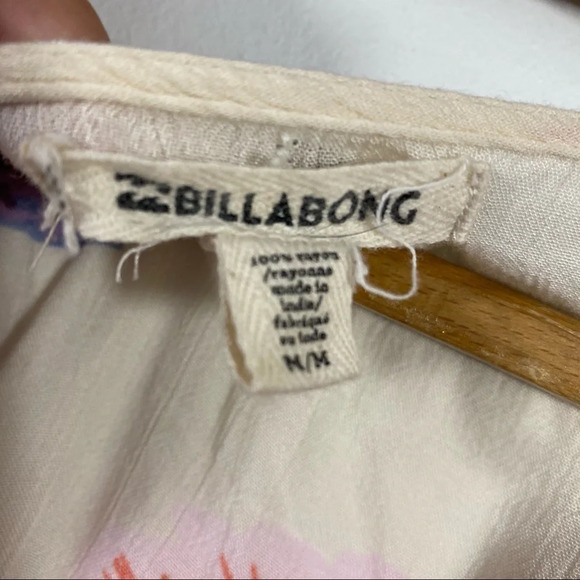 BILLABONG
100% rayon
/rayonne
made in
india/
fabriqué
en inde
M/M